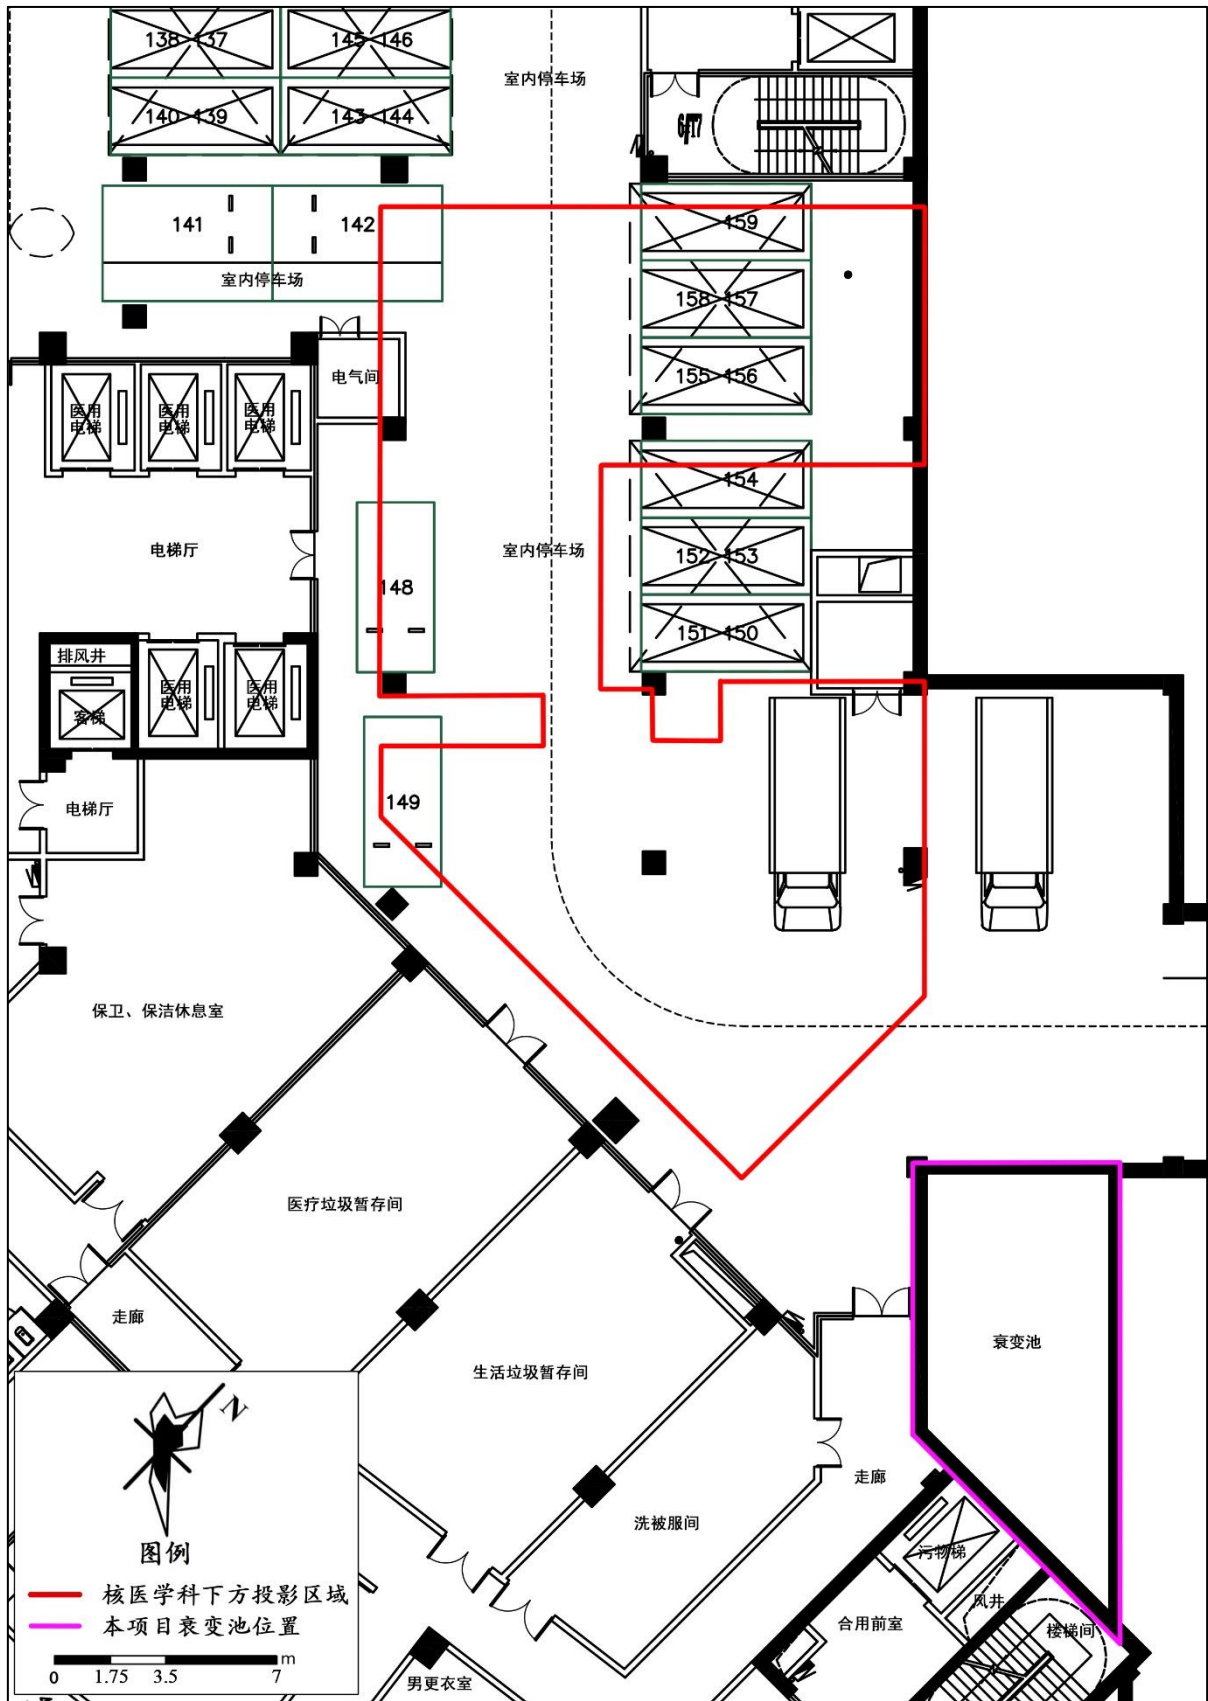 138 137
145 146
室内停车场
140 139
143 144
141
142
159
室内停车场
158 157
电气间
155 156
医用电梯
医用电梯
医用电梯
154
电梯厅
室内停车场
152 153
148
151 150
排风井
医用电梯
医用电梯
客梯
电梯厅
149
保卫、保洁休息室
医疗垃圾暂存间
走廊
衰变池
生活垃圾暂存间
走廊
洗被服间
污物梯
风井
合用前室
楼梯间
男更衣室
N
图例
核医学科下方投影区域
本项目衰变池位置
0 1.75 3.5 7 m